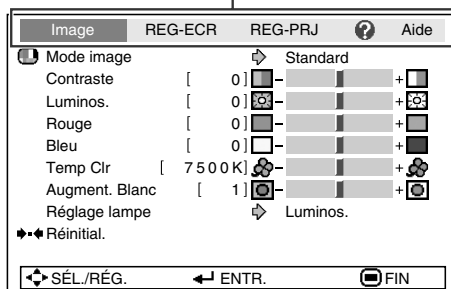 Image REG-ECR REG-PRJ ? Aide
Mode image Standard
Contraste [ 0] - +
Luminos. [ 0] - +
Rouge [ 0] - +
Bleu [ 0] - +
Temp Clr [ 7500K] - +
Augment. Blanc [ 1] - +
Réglage lampe Luminos.
Réinitial.
SÉL./RÉG. ENTR. FIN